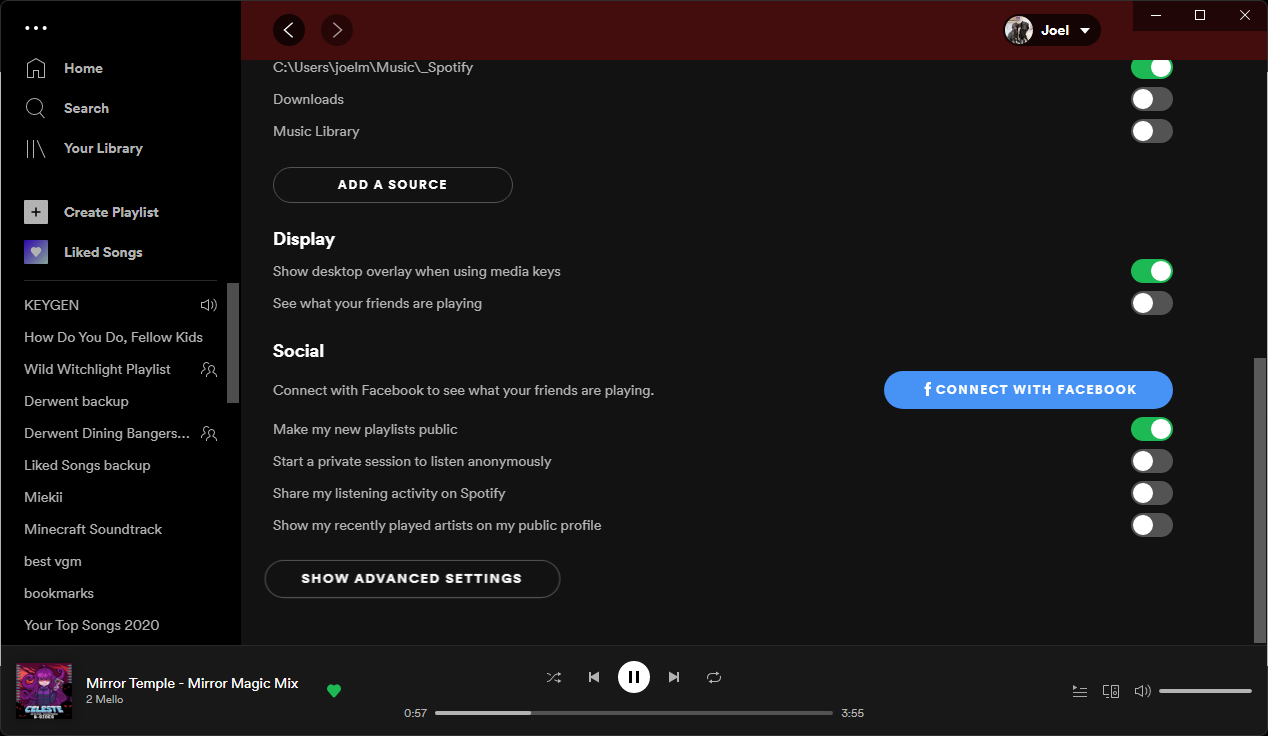 Home
Search
Your Library
Create Playlist
Liked Songs
KEYGEN
How Do You Do, Fellow Kids
Wild Witchlight Playlist
Derwent backup
Derwent Dining Bangers...
Liked Songs backup
Miekii
Minecraft Soundtrack
best vgm
bookmarks
Your Top Songs 2020
Joel
C:\Users\joelm\Music\_Spotify
Downloads
Music Library
ADD A SOURCE
Display
Show desktop overlay when using media keys
See what your friends are playing
Social
Connect with Facebook to see what your friends are playing.
CONNECT WITH FACEBOOK
Make my new playlists public
Start a private session to listen anonymously
Share my listening activity on Spotify
Show my recently played artists on my public profile
SHOW ADVANCED SETTINGS
CELESTE
B-SIDES
Mirror Temple - Mirror Magic Mix
2 Mello
0:57
3:55